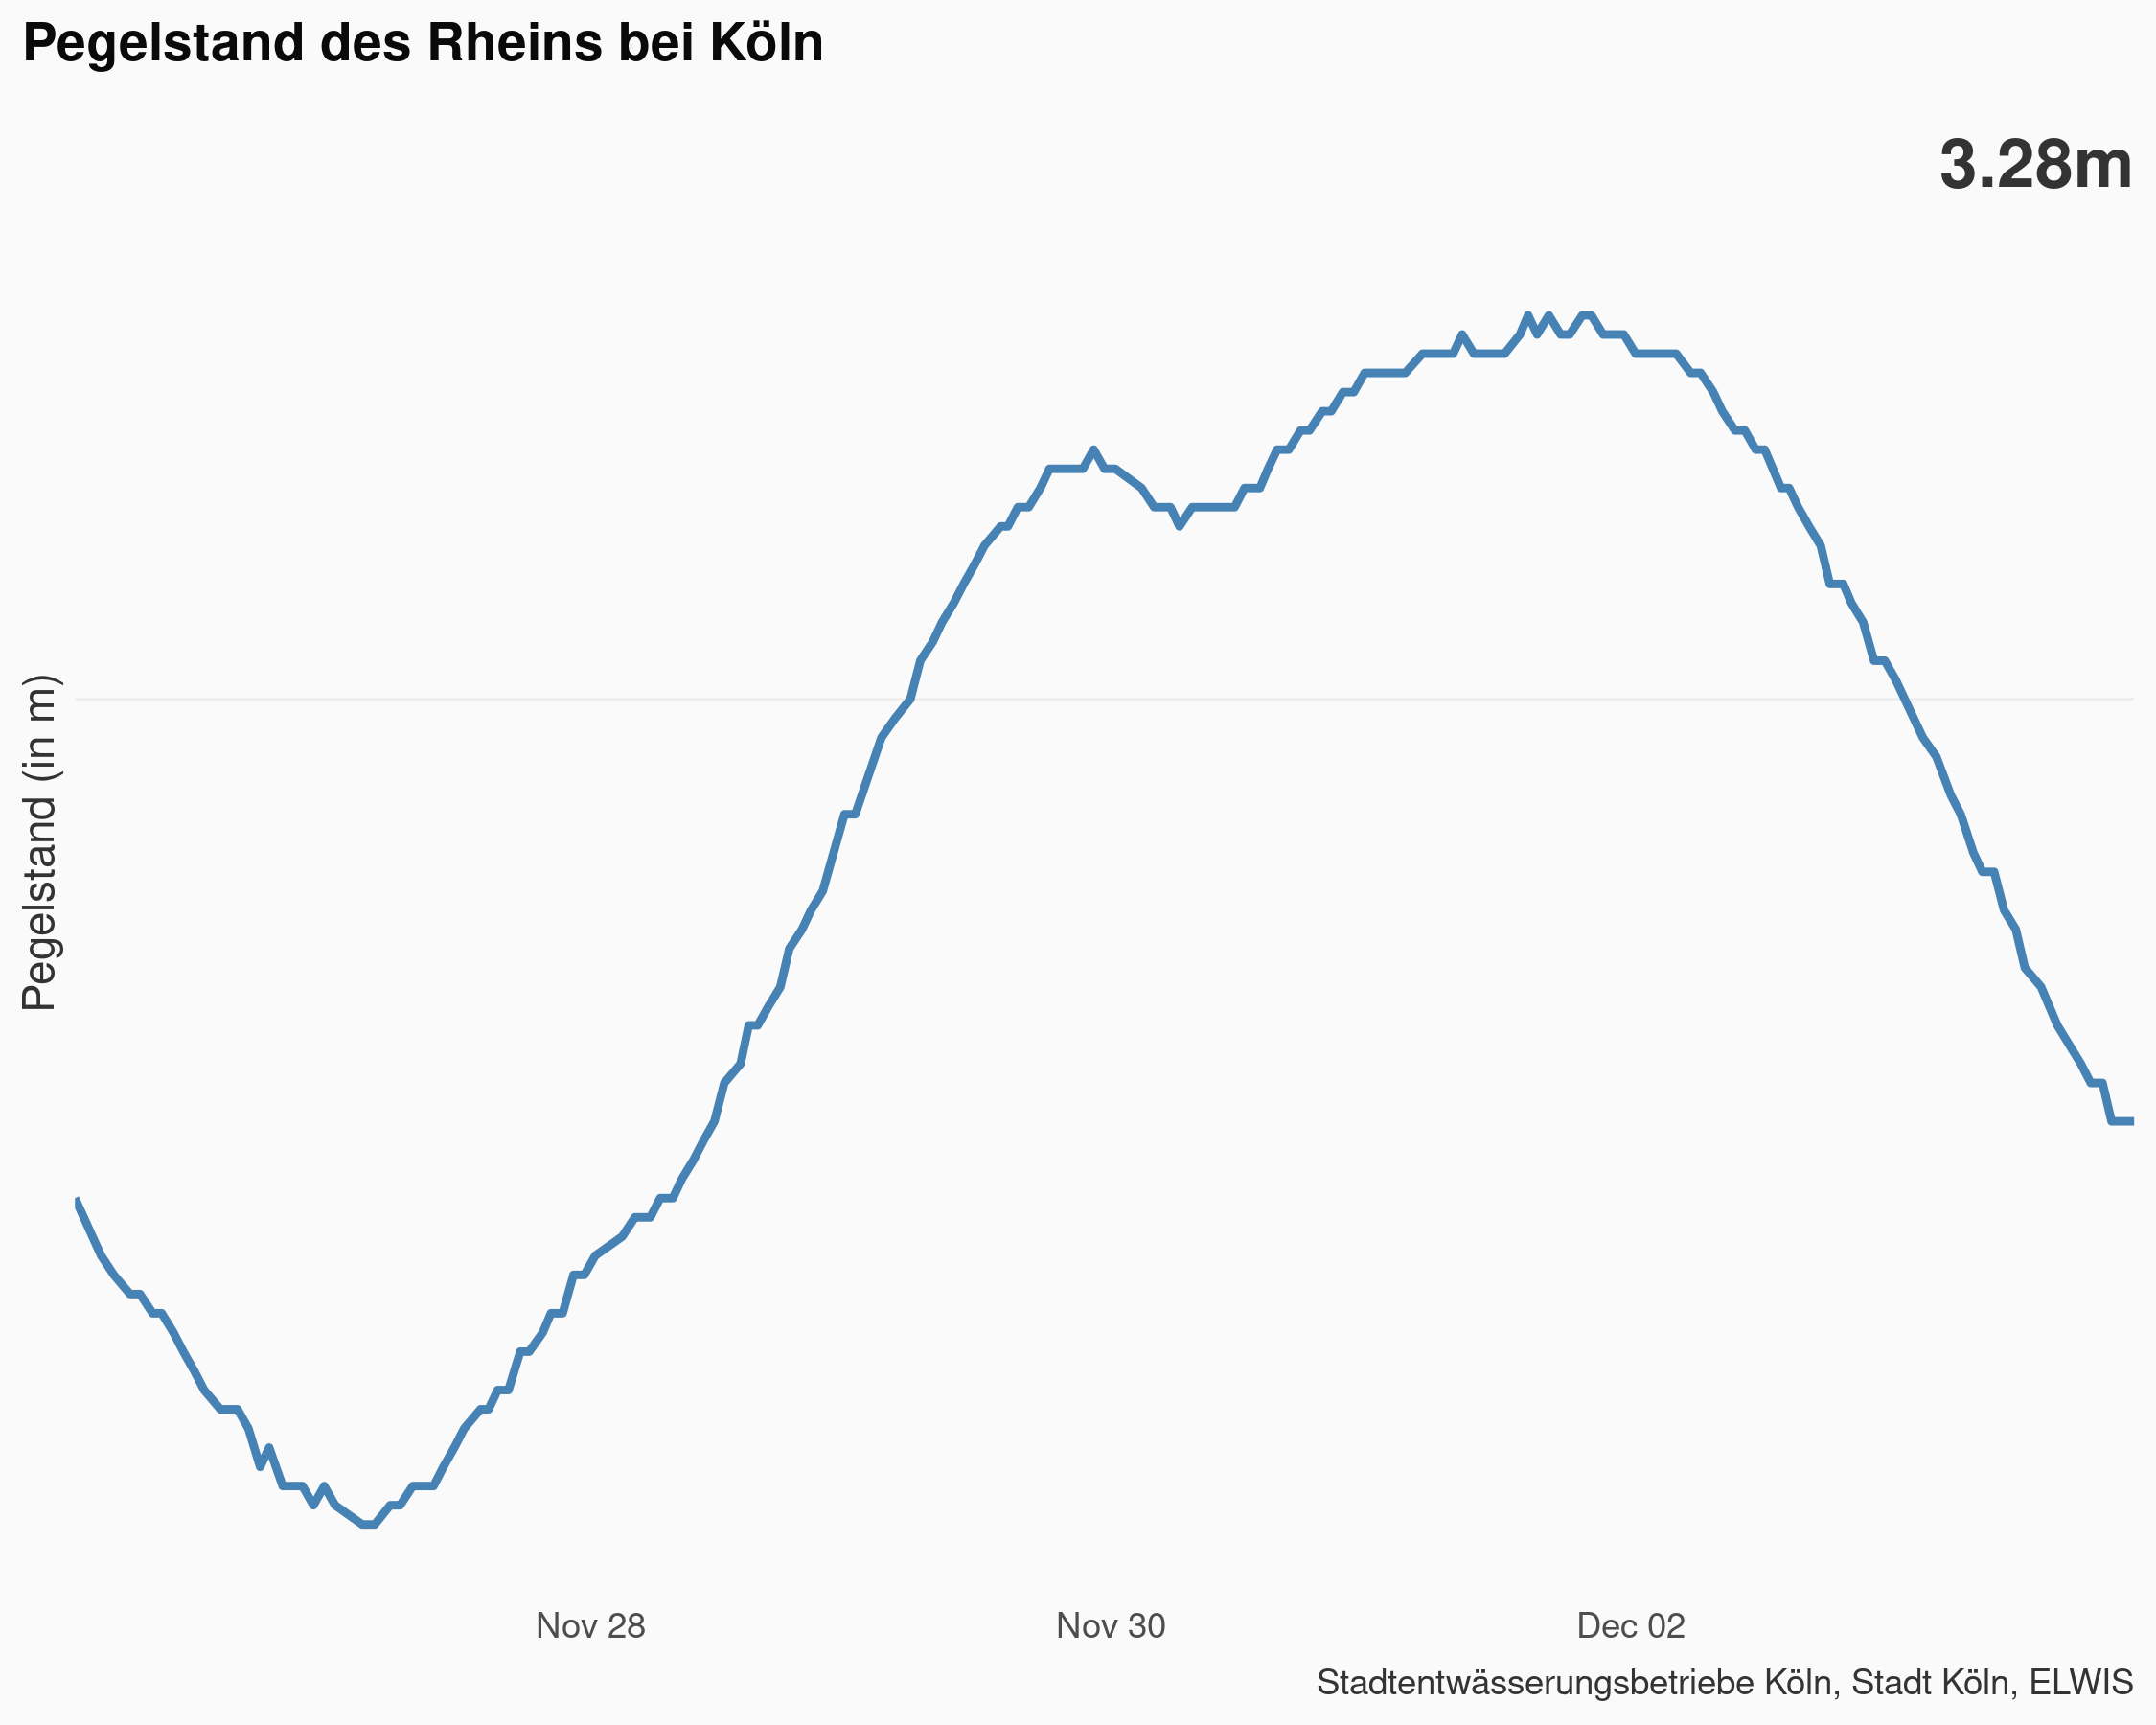 Pegelstand des Rheins bei Köln
3.28m
Pegelstand (in m)
Nov 28
Nov 30
Dec 02
Stadtentwässerungsbetriebe Köln, Stadt Köln, ELWIS